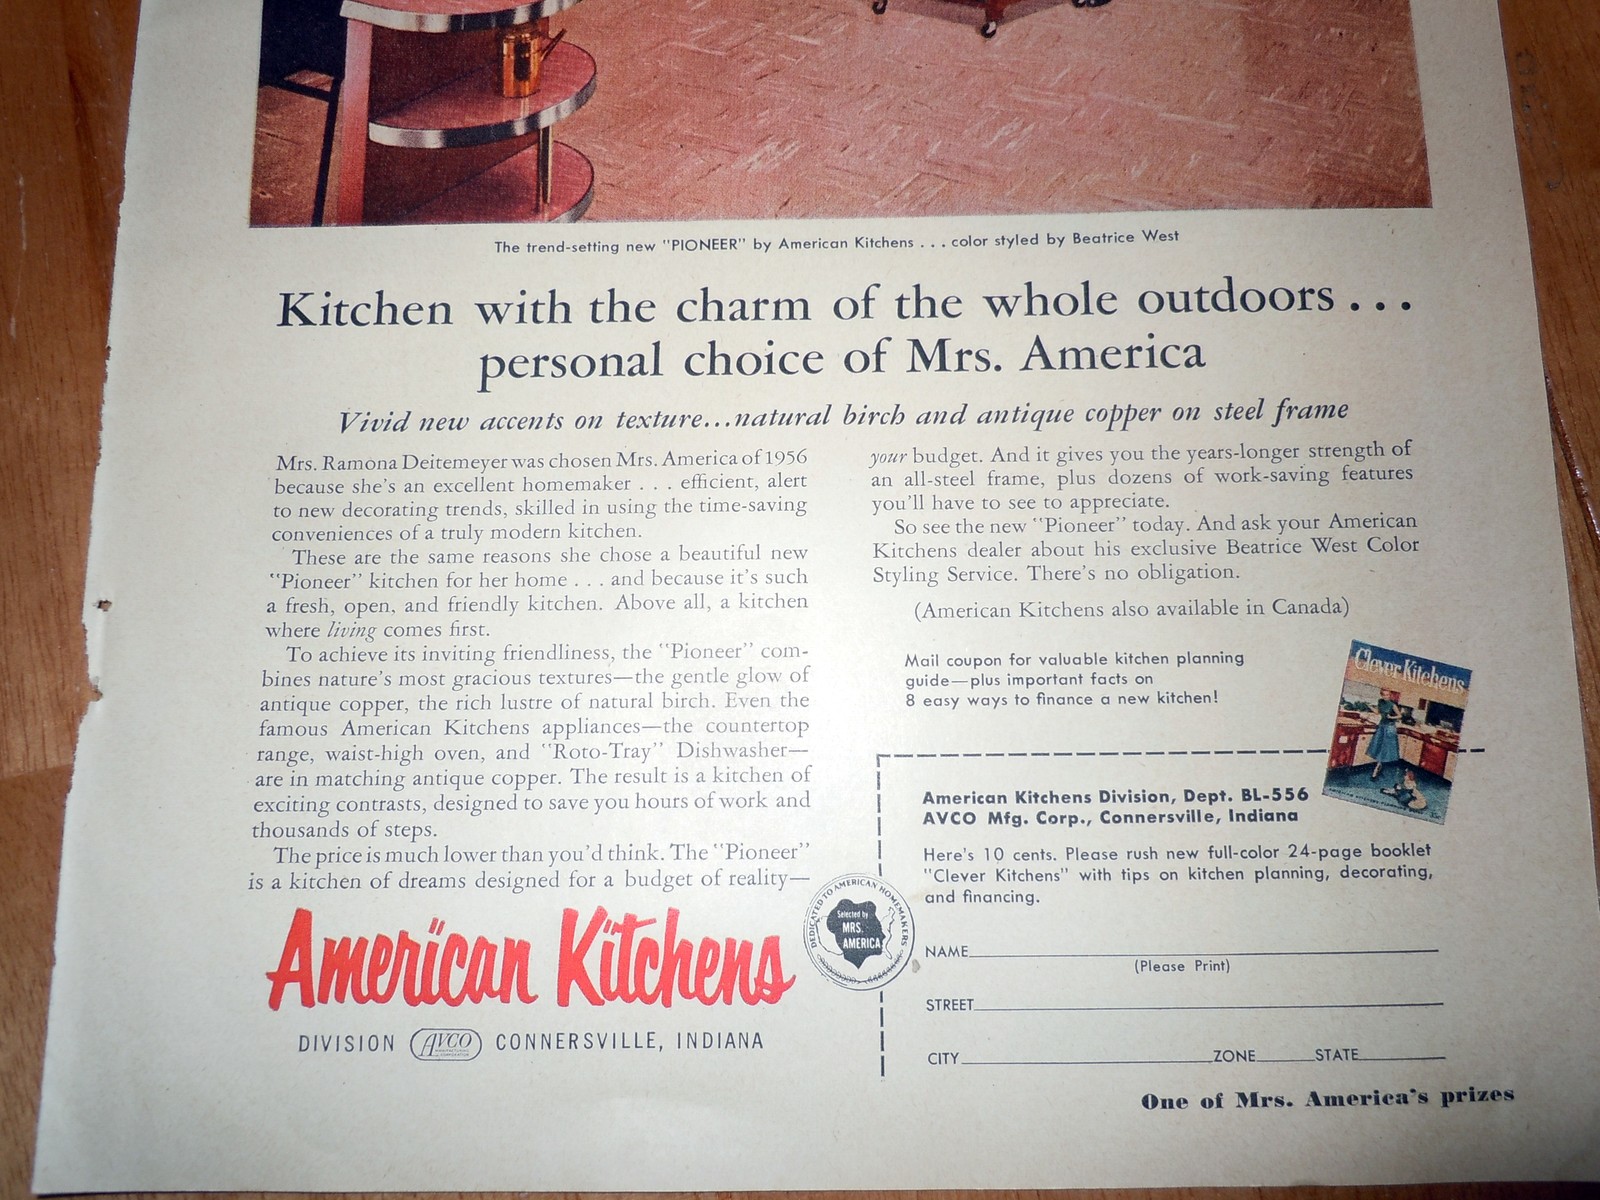 The trend-setting new "PIONEER" by American Kitchens . . . color styled by Beatrice West
Kitchen with the charm of the whole outdoors . . .
personal choice of Mrs. America
Vivid new accents on texture...natural birch and antique copper on steel frame
Mrs. Ramona Deitemeyer was chosen Mrs. America of 1956
because she's an excellent homemaker . . . efficient, alert
to new decorating trends, skilled in using the time-saving
conveniences of a truly modern kitchen.
These are the same reasons she chose a beautiful new
"Pioneer" kitchen for her home . . . and because it's such
a fresh, open, and friendly kitchen. Above all, a kitchen
where living comes first.
To achieve its inviting friendliness, the "Pioneer" com-
bines nature's most gracious textures—the gentle glow of
antique copper, the rich lustre of natural birch. Even the
famous American Kitchens appliances—the countertop
range, waist-high oven, and "Roto-Tray" Dishwasher—
are in matching antique copper. The result is a kitchen of
exciting contrasts, designed to save you hours of work and
thousands of steps.
The price is much lower than you'd think. The "Pioneer"
is a kitchen of dreams designed for a budget of reality—
your budget. And it gives you the years-longer strength of
an all-steel frame, plus dozens of work-saving features
you'll have to see to appreciate.
So see the new "Pioneer" today. And ask your American
Kitchens dealer about his exclusive Beatrice West Color
Styling Service. There's no obligation.
(American Kitchens also available in Canada)
Mail coupon for valuable kitchen planning
guide—plus important facts on
8 easy ways to finance a new kitchen!
Clever Kitchens
American Kitchens Division, Dept. BL-556
AVCO Mfg. Corp., Connersville, Indiana
Here's 10 cents. Please rush new full-color 24-page booklet
"Clever Kitchens" with tips on kitchen planning, decorating,
and financing.
NAME
(Please Print)
STREET
CITY ZONE STATE
DEDICATED TO AMERICAN HOMEMAKERS
Selected by
MRS.
AMERICA
American Kitchens
DIVISION AVCO CONNERSVILLE, INDIANA
One of Mrs. America's prizes